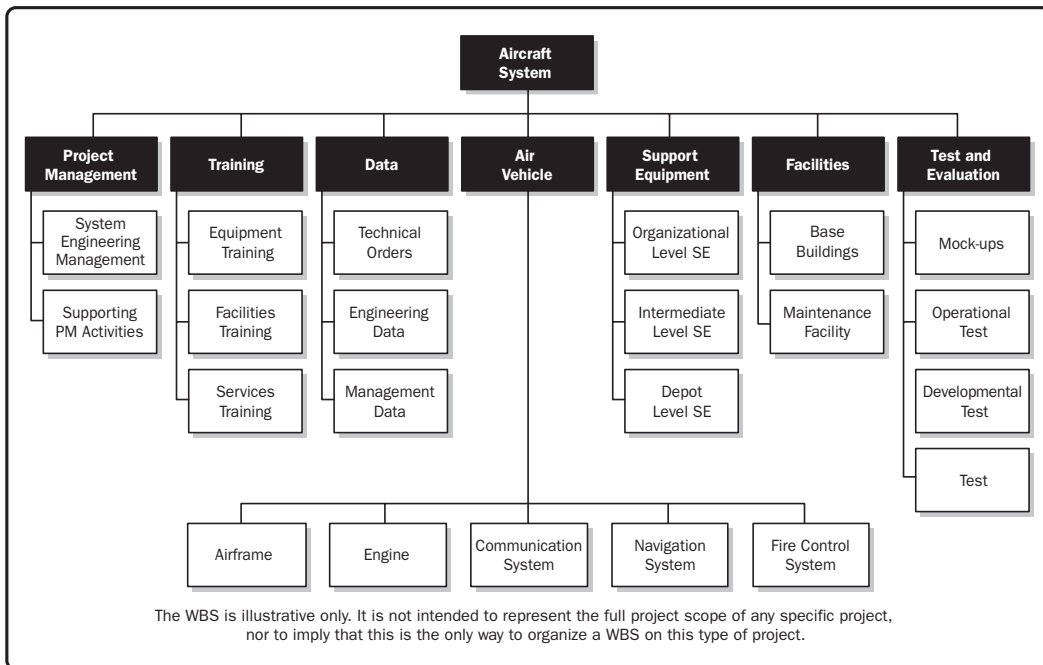 Aircraft
System
Project
Management
Training
Data
Air
Vehicle
Support
Equipment
Facilities
Test and
Evaluation
System
Engineering
Management
Equipment
Training
Technical
Orders
Organizational
Level SE
Base
Buildings
Mock-ups
Supporting
PM Activities
Facilities
Training
Engineering
Data
Intermediate
Level SE
Maintenance
Facility
Operational
Test
Services
Training
Management
Data
Depot
Level SE
Developmental
Test
Test
Airframe
Engine
Communication
System
Navigation
System
Fire Control
System
The WBS is illustrative only. It is not intended to represent the full project scope of any specific project,
nor to imply that this is the only way to organize a WBS on this type of project.